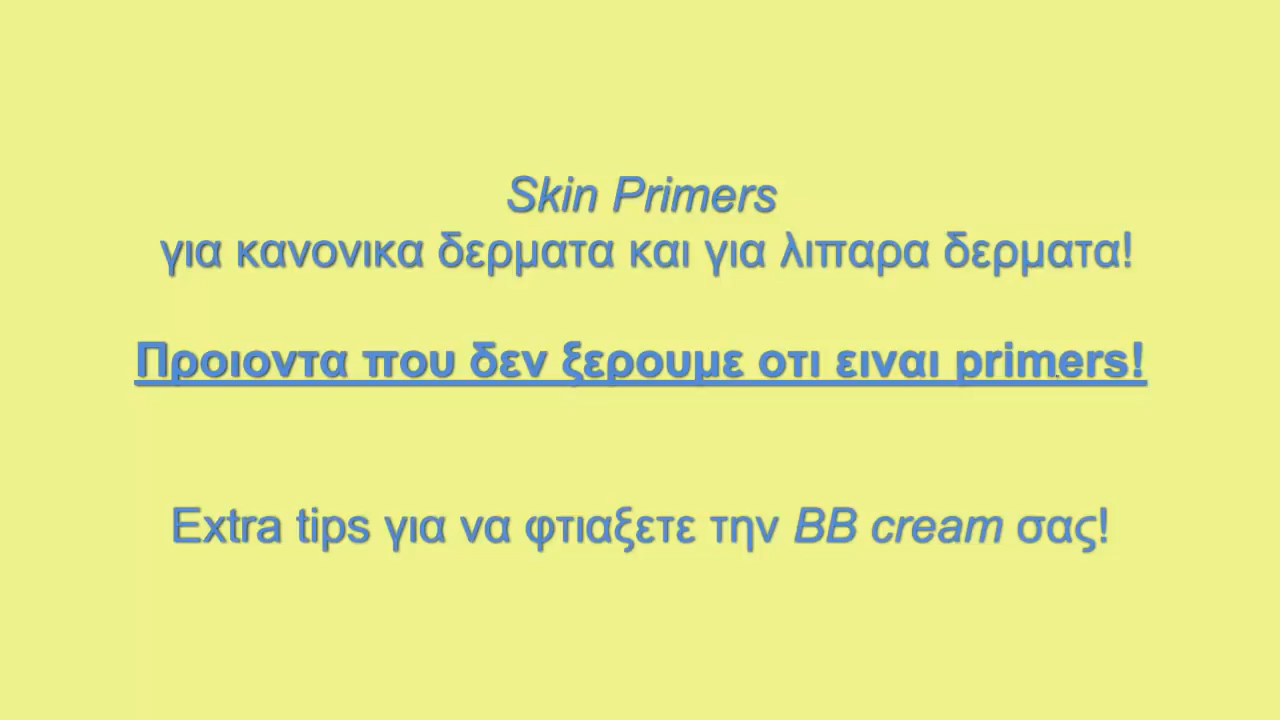 Skin Primers
για κανονικα δερματα και για λιπαρα δερματα!
Προιοντα που δεν ξερουμε οτι ειναι primers!
Extra tips για να φτιαξετε την BB cream σας!